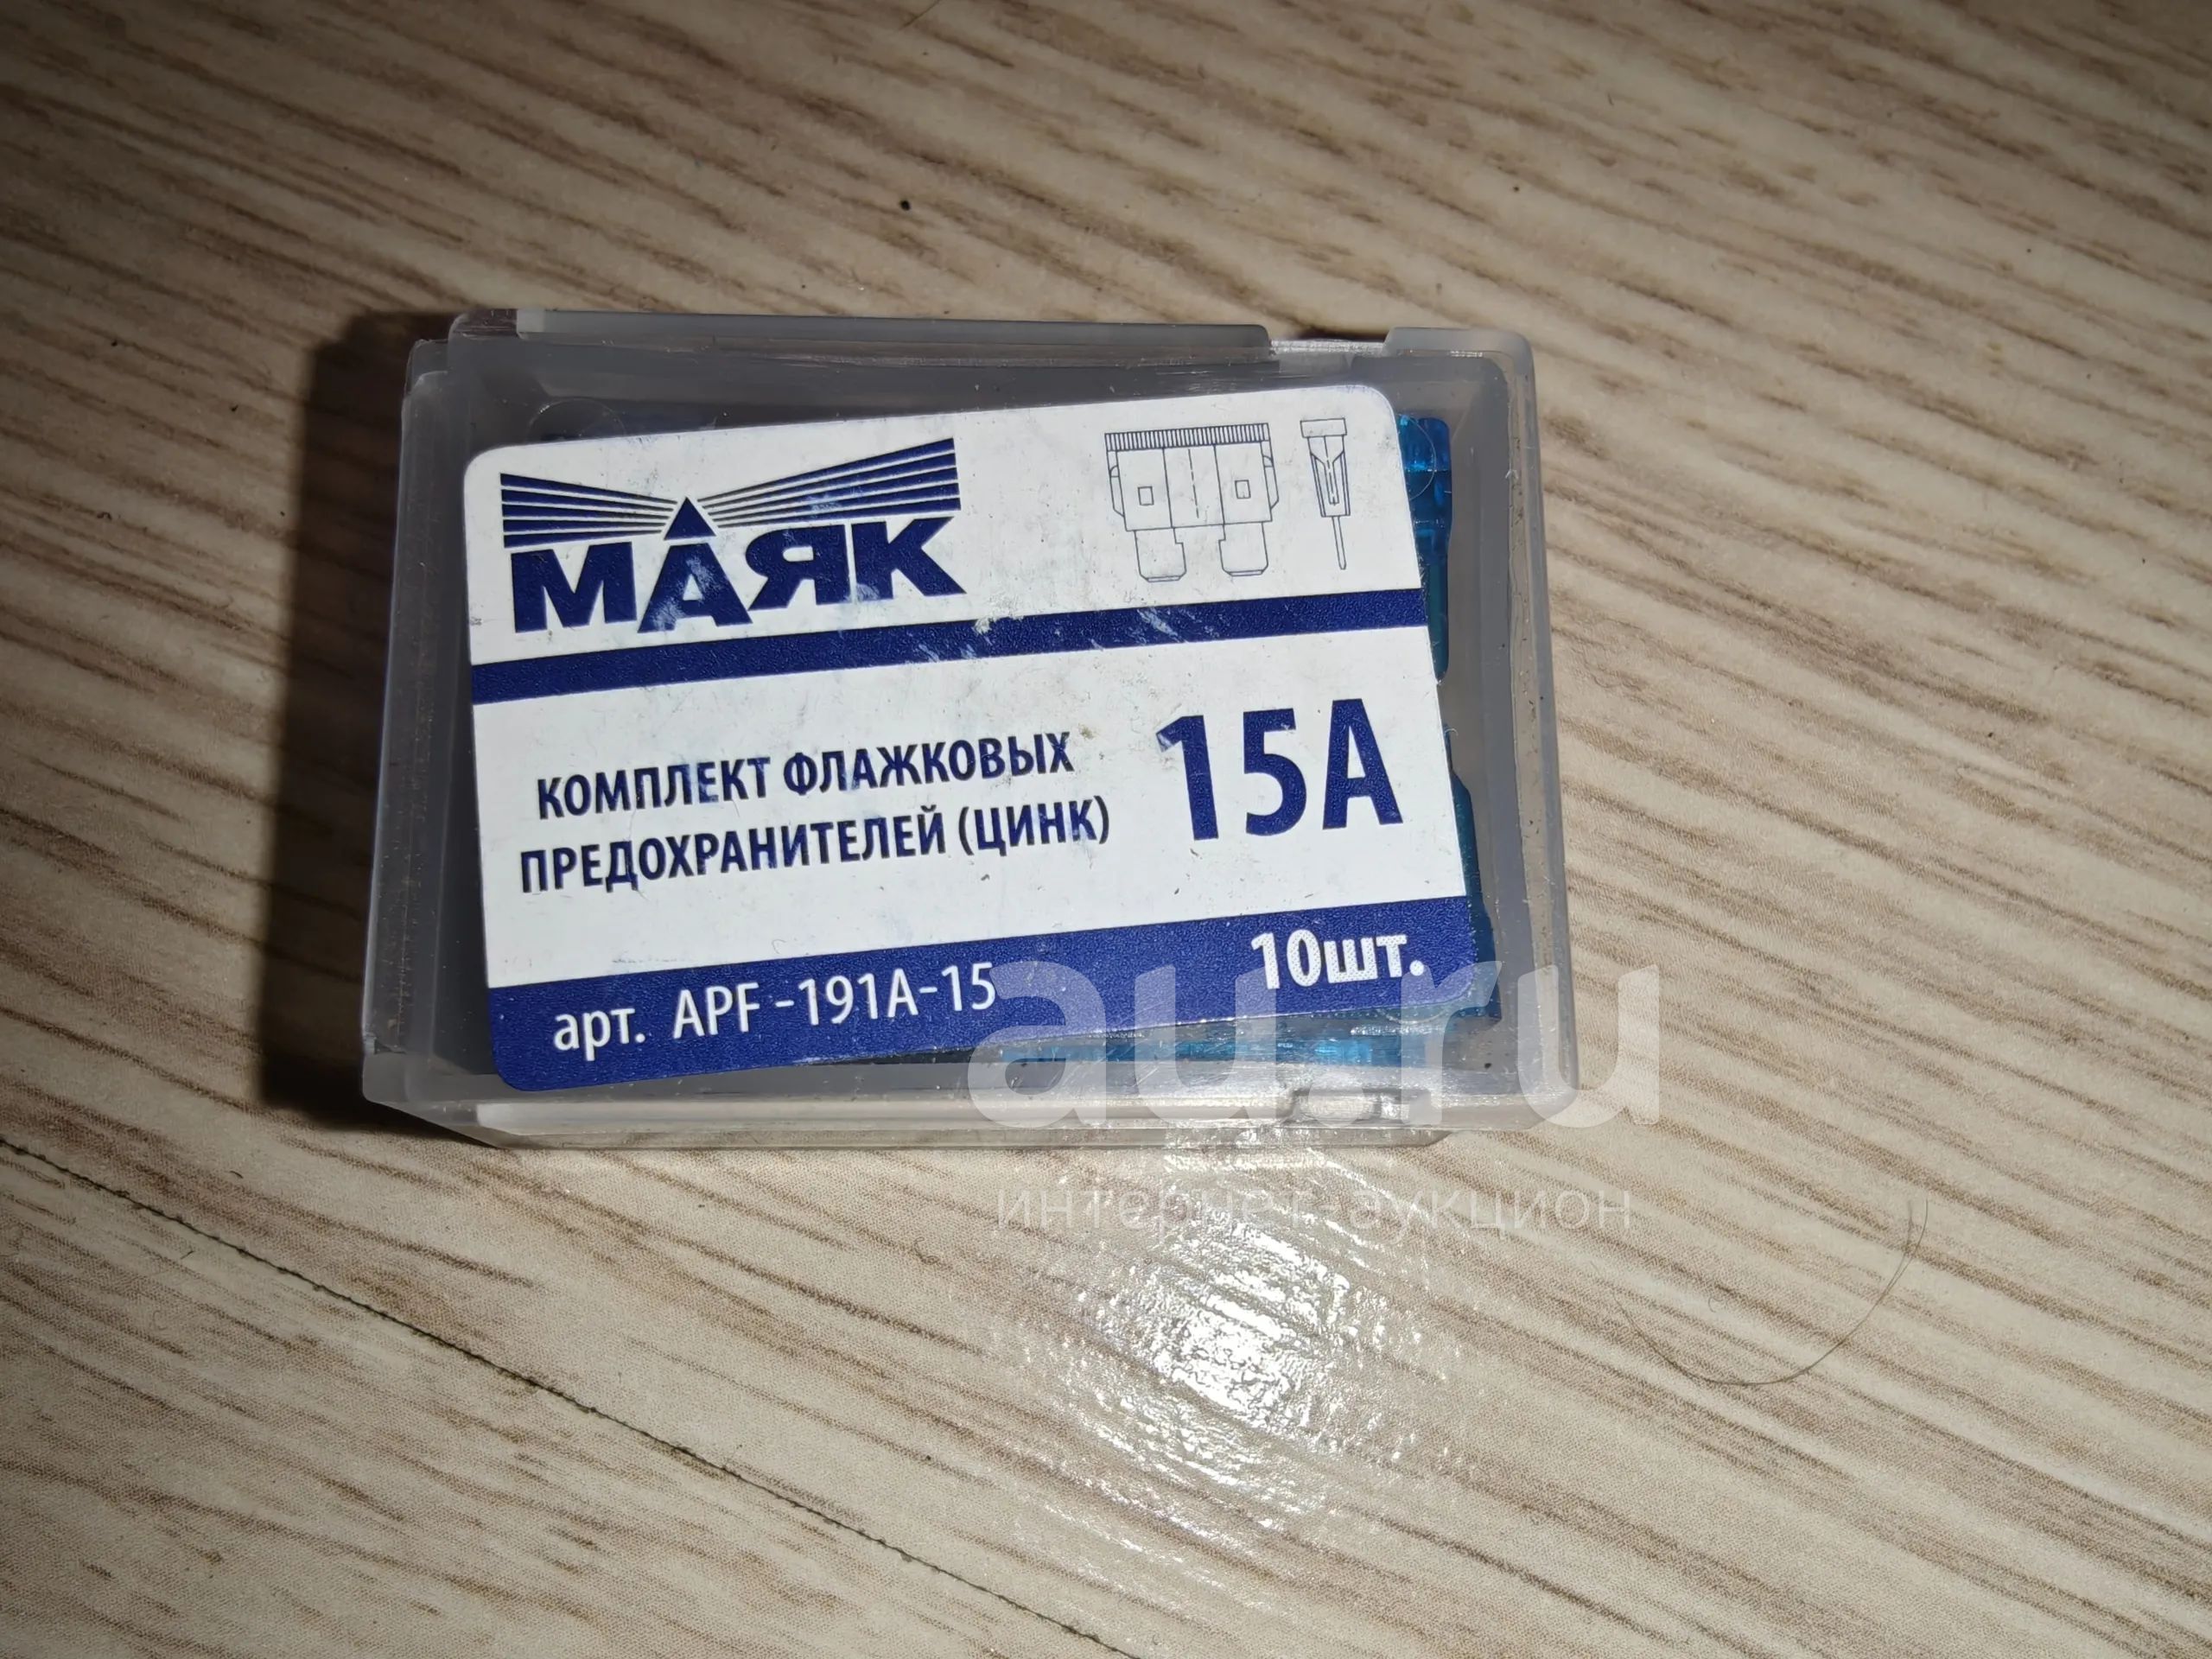 МАЯК
КОМПЛЕКТ ФЛАЖКОВЫХ
ПРЕДОХРАНИТЕЛЕЙ (ЦИНК)
15А
10шт.
арт. APF -191A-15
au.ru
интернет-аукцион